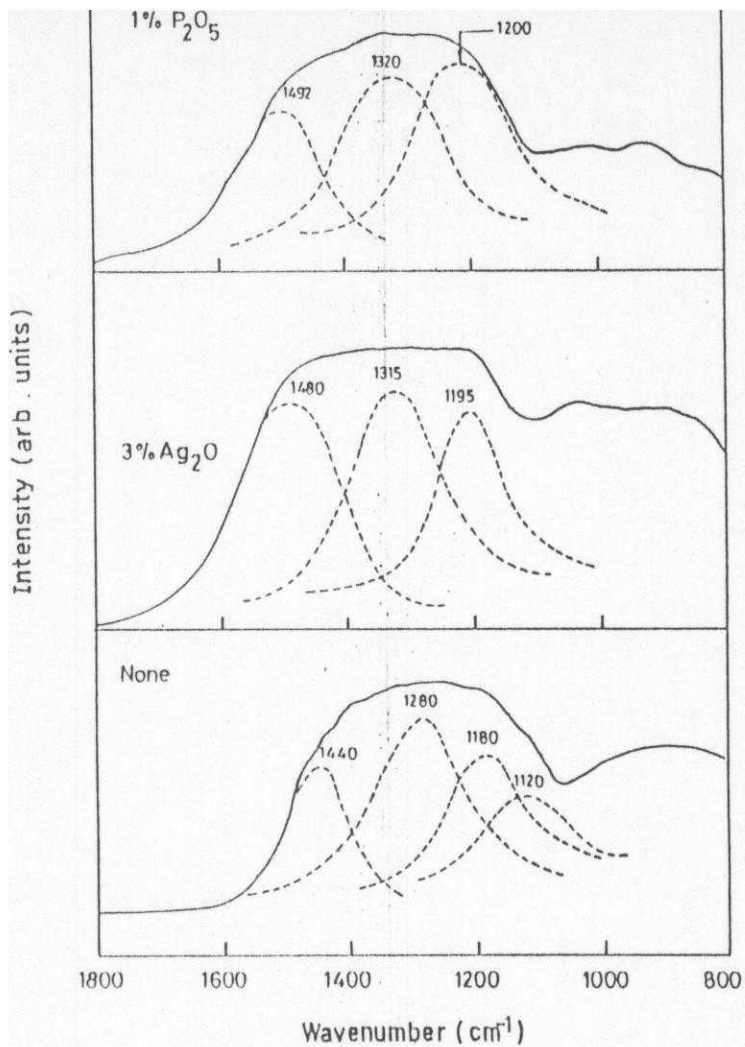 1% P₂O₅
1200
1320
1492
1480
1315
1195
3% Ag₂O
None
1280
1440
1180
1120
1800 1600 1400 1200 1000 800
Wavenumber (cm⁻¹)
Intensity (arb. units)